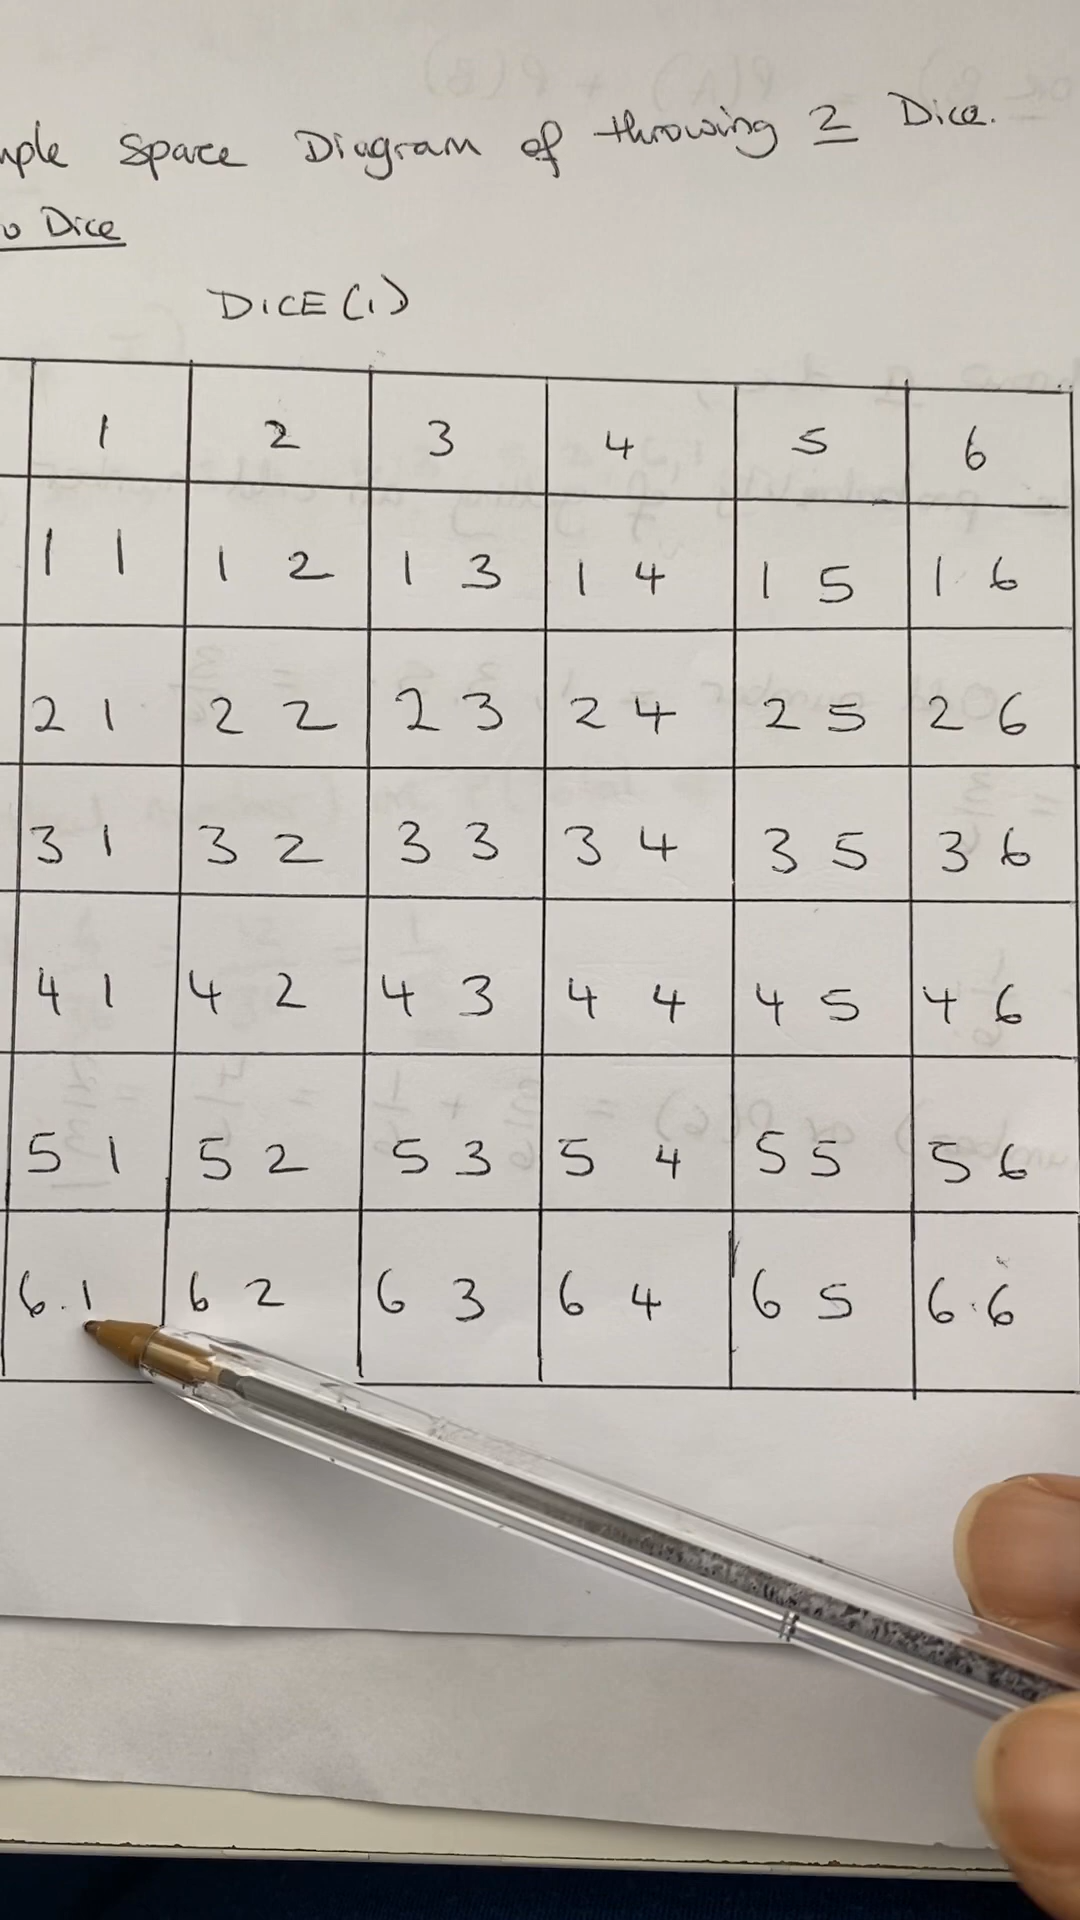 Space Diagram of throwing 2 Dice.
Dice
DICE (1)
1 2 3 4 5 6
1 1 1 2 1 3 1 4 1 5 1 6
2 1 2 2 2 3 2 4 2 5 2 6
3 1 3 2 3 3 3 4 3 5 3 6
4 1 4 2 4 3 4 4 4 5 4 6
5 1 5 2 5 3 5 4 5 5 5 6
6.1 6 2 6 3 6 4 6 5 6.6